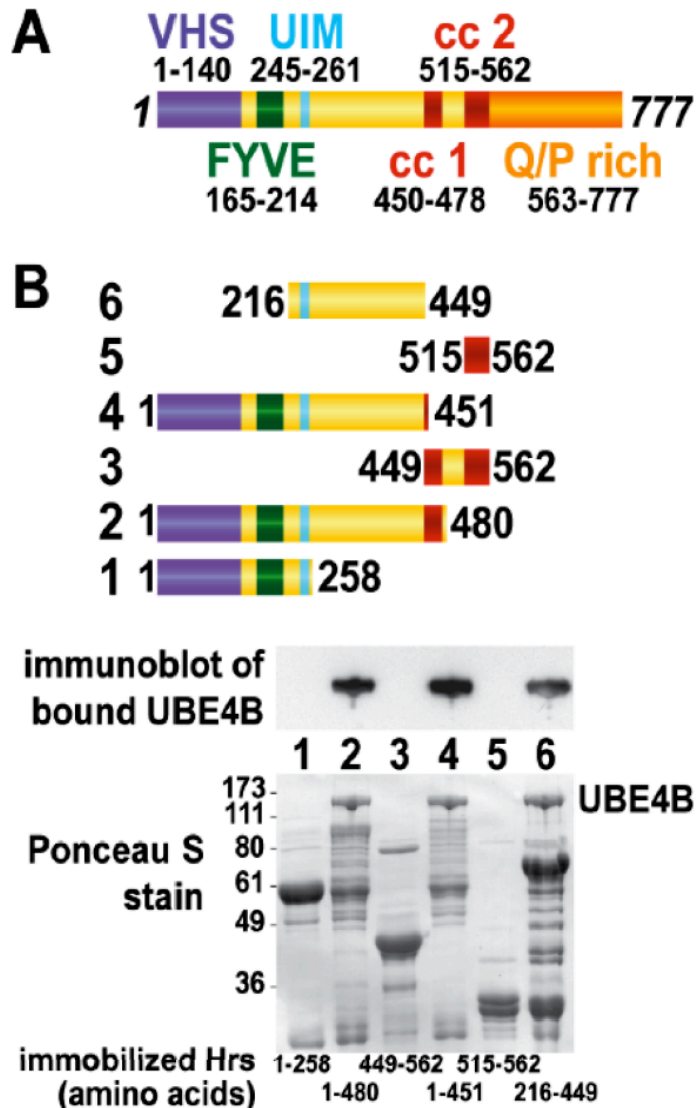 A
VHS UIM cc 2
1-140 245-261 515-562
1 777
FYVE cc 1 Q/P rich
165-214 450-478 563-777
B
6 216 449
5 515 562
4 1 451
3 449 562
2 1 480
1 1 258
immunoblot of
bound UBE4B
1 2 3 4 5 6
173 UBE4B
111
80
Ponceau S
61
stain
49
36
immobilized Hrs 1-258 449-562 515-562
(amino acids) 1-480 1-451 216-449